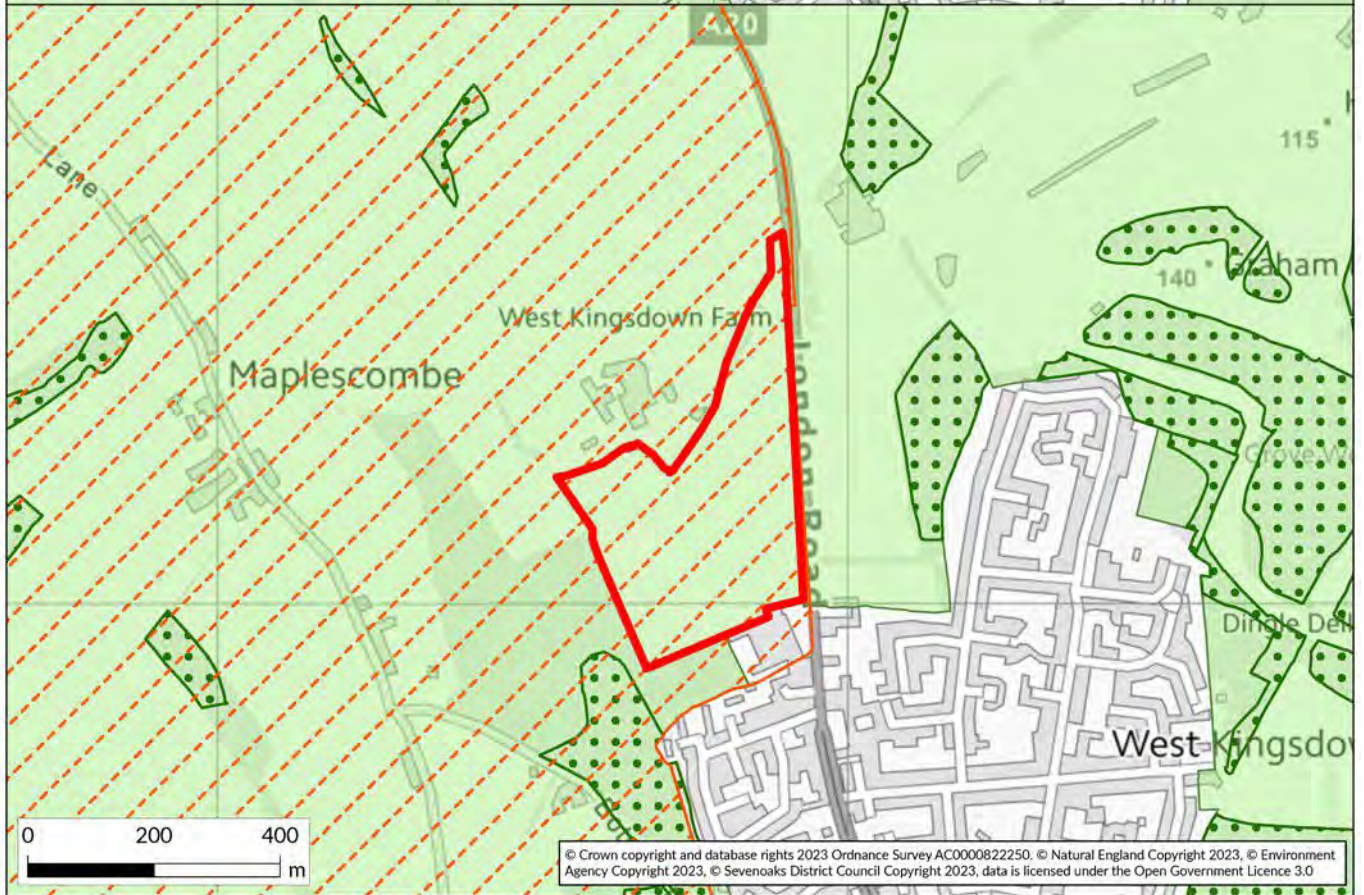 A20
Lane
115
140
Graham
West Kingsdown Farm
Maplescombe
London Road
Dingle Dell
West Kingsdow
0 200 400
m
© Crown copyright and database rights 2023 Ordnance Survey AC0000822250. © Natural England Copyright 2023, © Environment
Agency Copyright 2023, © Sevenoaks District Council Copyright 2023, data is licensed under the Open Government Licence 3.0